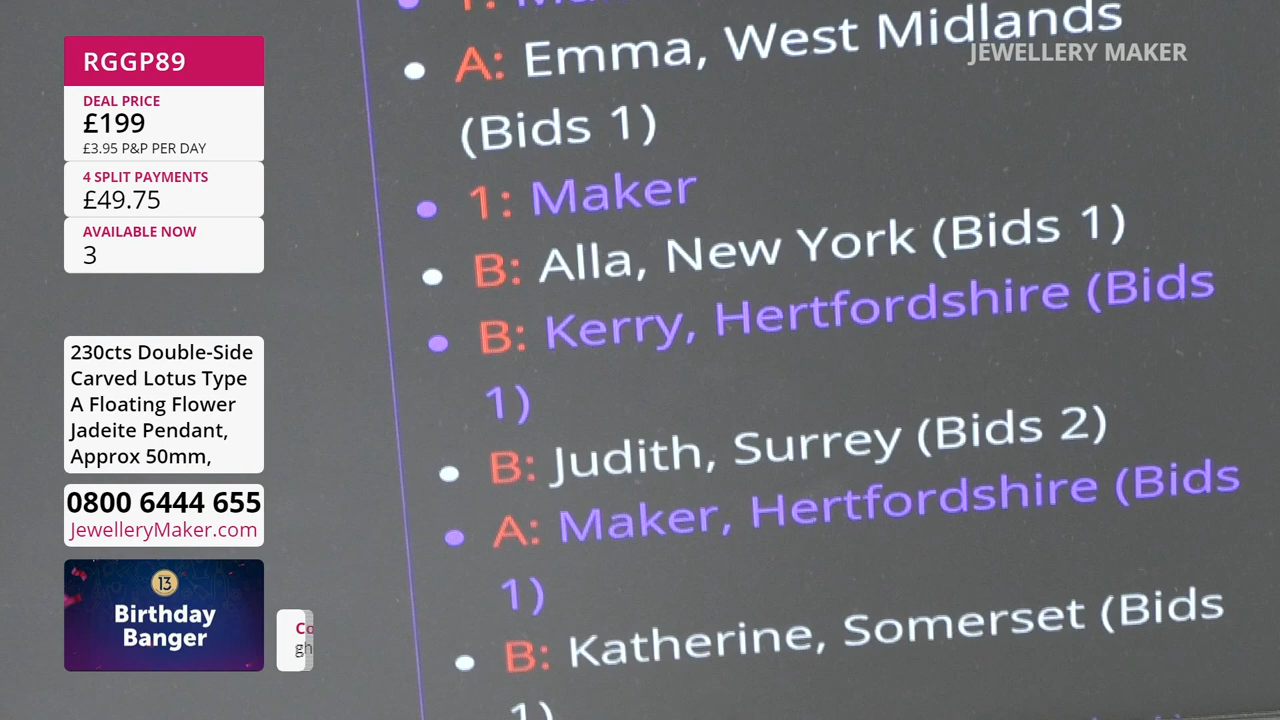 RGGP89
DEAL PRICE
£199
£3.95 P&P PER DAY
4 SPLIT PAYMENTS
£49.75
AVAILABLE NOW
3
230cts Double-Side
Carved Lotus Type
A Floating Flower
Jadeite Pendant,
Approx 50mm,
0800 6444 655
JewelleryMaker.com
13
Birthday
Banger
JEWELLERY MAKER
A: Emma, West Midlands
(Bids 1)
1: Maker
B: Alla, New York (Bids 1)
B: Kerry, Hertfordshire (Bids
1)
B: Judith, Surrey (Bids 2)
A: Maker, Hertfordshire (Bids
1)
B: Katherine, Somerset (Bids
1)